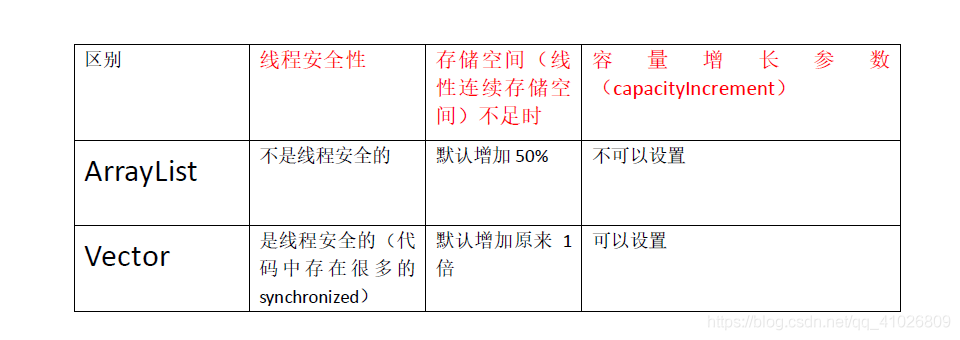 区别
线程安全性
存储空间（线
性连续存储空
间）不足时
容量增长参数
（capacityIncrement）
ArrayList
不是线程安全的
默认增加 50%
不可以设置
Vector
是线程安全的（代
码中存在很多的
synchronized）
默认增加原来 1
倍
可以设置
https://blog.csdn.net/qq_41026809